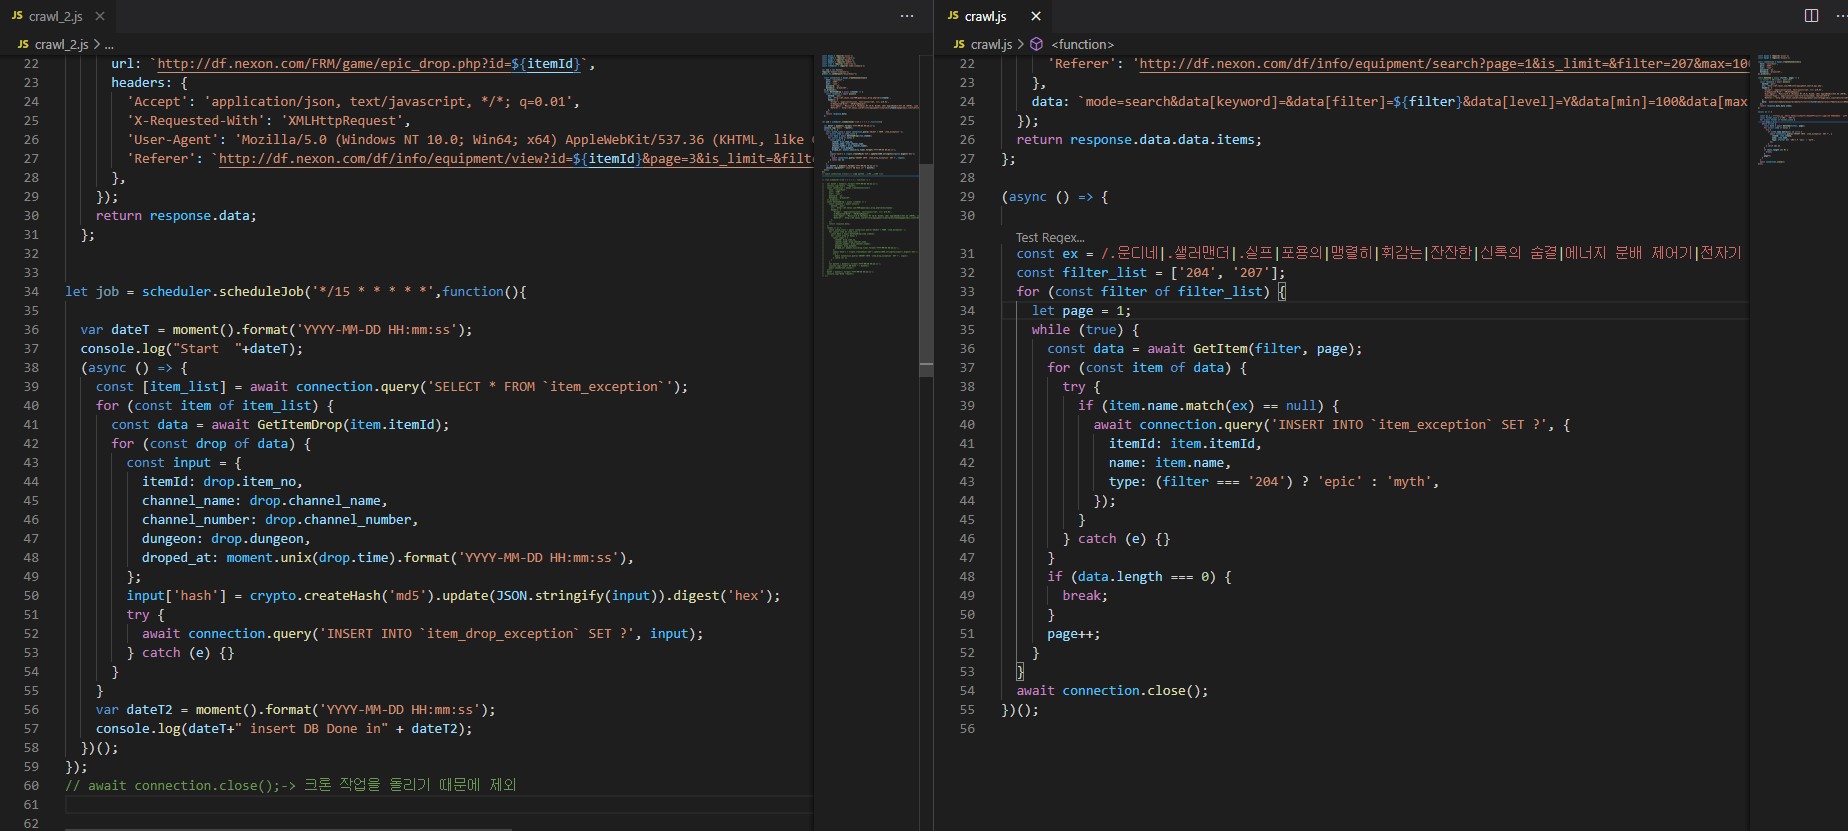 JS crawl_2.js ×
JS crawl_2.js > ...
22 url: `http://df.nexon.com/FRM/game/epic_drop.php?id=${itemId}`,
23 headers: {
24 'Accept': 'application/json, text/javascript, */*; q=0.01',
25 'X-Requested-With': 'XMLHttpRequest',
26 'User-Agent': 'Mozilla/5.0 (Windows NT 10.0; Win64; x64) AppleWebKit/537.36 (KHTML, like
27 'Referer': `http://df.nexon.com/df/info/equipment/view?id=${itemId}&page=3&is_limit=&filt
28 },
29 });
30 return response.data;
31 };
32
33
34 let job = scheduler.scheduleJob('*/15 * * * * *',function(){
35
36 var dateT = moment().format('YYYY-MM-DD HH:mm:ss');
37 console.log("Start  "+dateT);
38 (async () => {
39 const [item_list] = await connection.query('SELECT * FROM `item_exception`');
40 for (const item of item_list) {
41 const data = await GetItemDrop(item.itemId);
42 for (const drop of data) {
43 const input = {
44 itemId: drop.item_no,
45 channel_name: drop.channel_name,
46 channel_number: drop.channel_number,
47 dungeon: drop.dungeon,
48 droped_at: moment.unix(drop.time).format('YYYY-MM-DD HH:mm:ss'),
49 };
50 input['hash'] = crypto.createHash('md5').update(JSON.stringify(input)).digest('hex');
51 try {
52 await connection.query('INSERT INTO `item_drop_exception` SET ?', input);
53 } catch (e) {}
54 }
55 }
56 var dateT2 = moment().format('YYYY-MM-DD HH:mm:ss');
57 console.log(dateT+" insert DB Done in" + dateT2);
58 })();
59 });
60 // await connection.close();-> 크론 작업을 돌리기 때문에 제외
61
62
JS crawl.js ×
JS crawl.js > <function>
22 'Referer': 'http://df.nexon.com/df/info/equipment/search?page=1&is_limit=&filter=207&max=100
23 },
24 data: `mode=search&data[keyword]=&data[filter]=${filter}&data[level]=Y&data[min]=100&data[max
25 });
26 return response.data.data.items;
27 };
28
29 (async () => {
30
Test Regex...
31 const ex = /.운디네|.샐러맨더|.실프|포용의|맹렬히|휘감는|잔잔한|신록의 숨결|에너지 분배 제어기|전자기
32 const filter_list = ['204', '207'];
33 for (const filter of filter_list) {
34 let page = 1;
35 while (true) {
36 const data = await GetItem(filter, page);
37 for (const item of data) {
38 try {
39 if (item.name.match(ex) == null) {
40 await connection.query('INSERT INTO `item_exception` SET ?', {
41 itemId: item.itemId,
42 name: item.name,
43 type: (filter === '204') ? 'epic' : 'myth',
44 });
45 }
46 } catch (e) {}
47 }
48 if (data.length === 0) {
49 break;
50 }
51 page++;
52 }
53 }
54 await connection.close();
55 })();
56